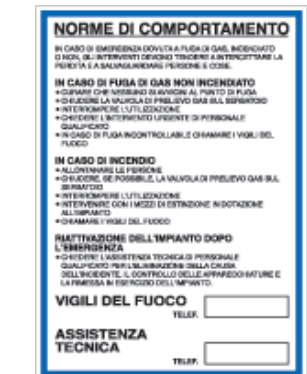 NORME DI COMPORTAMENTO
IN CASO DI EMERGENZA DOVUTA A FUGA DI GAS, INCENDIATO
O NON, GLI INTERVENTI DEVONO TENDERE A INTERCETTARE LA
PERDITA E A SALVAGUARDARE PERSONE E COSE.
IN CASO DI FUGA DI GAS NON INCENDIATO
• CURARE CHE NESSUNO SI AVVICINI AL PUNTO DI FUGA
• CHIUDERE LA VALVOLA DI PRELIEVO GAS SUL SERBATOIO
• INTERROMPERE L'UTILIZZAZIONE
• CHIEDERE L'INTERVENTO URGENTE DI PERSONALE
QUALIFICATO
• IN CASO DI FUGA INCONTROLLABILE CHIAMARE I VIGILI DEL
FUOCO
IN CASO DI INCENDIO
• ALLONTANARE LE PERSONE
• CHIUDERE, SE POSSIBILE, LA VALVOLA DI PRELIEVO GAS SUL
SERBATOIO
• INTERROMPERE L'UTILIZZAZIONE
• INTERVENIRE CON I MEZZI DI ESTINZIONE IN DOTAZIONE
ALL'IMPIANTO
• CHIAMARE I VIGILI DEL FUOCO
RIATTIVAZIONE DELL'IMPIANTO DOPO
L'EMERGENZA
• CHIEDERE L'ASSISTENZA TECNICA DI PERSONALE
QUALIFICATO PER L'ELIMINAZIONE DELLA CAUSA
DELL'INCIDENTE, IL CONTROLLO DELLE APPARECCHIATURE E
LA RIMESSA IN ESERCIZIO DELL'IMPIANTO.
VIGILI DEL FUOCO
TELEF.
ASSISTENZA
TECNICA
TELEF.